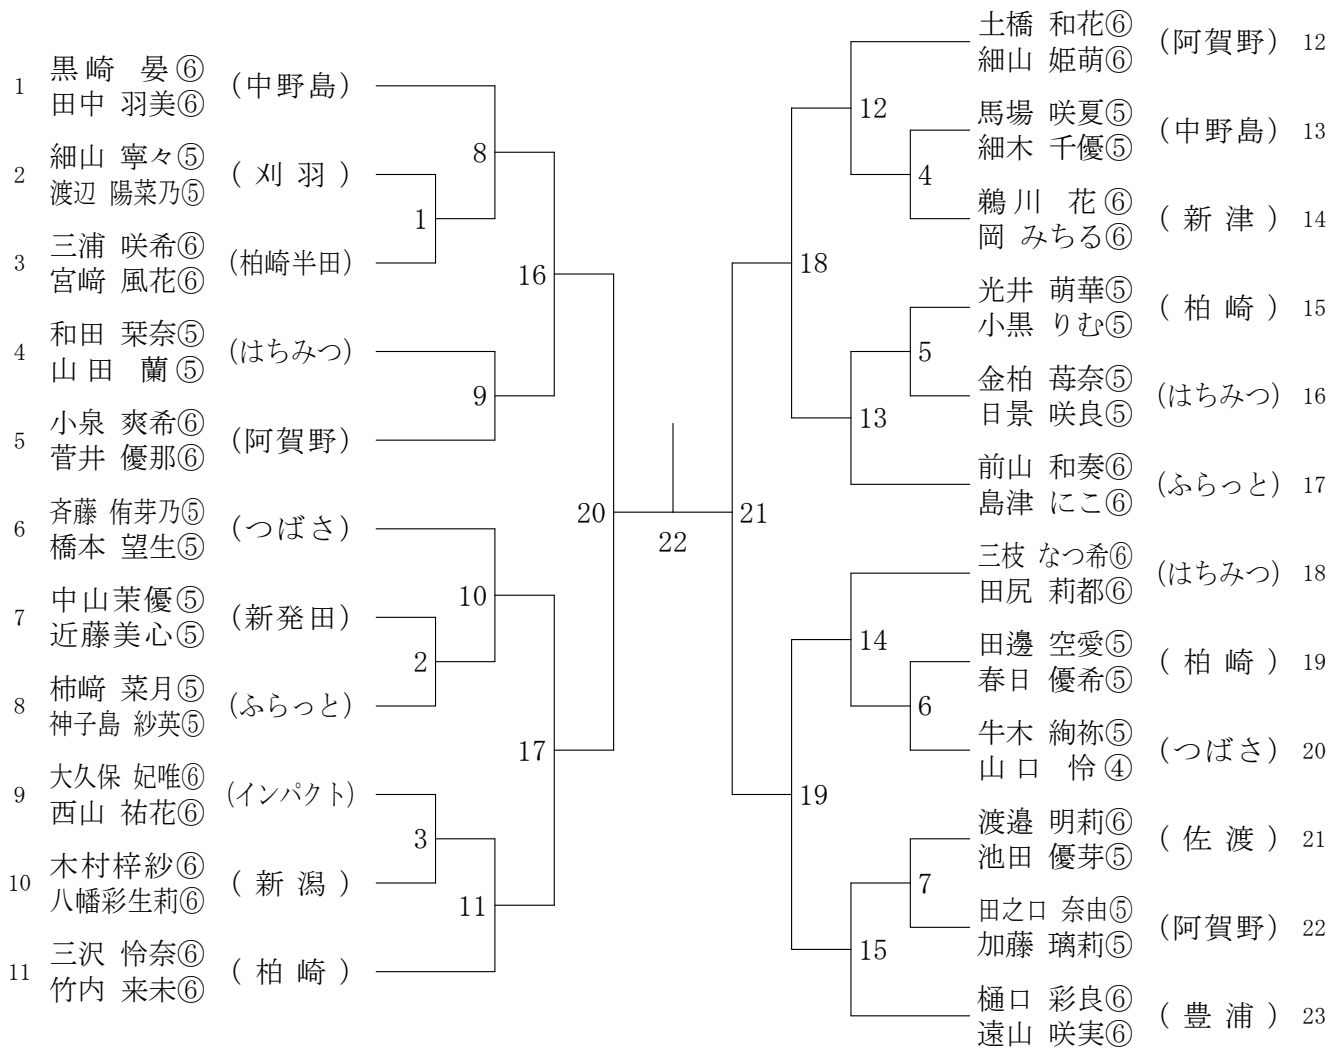 1 黒崎 晏⑥ (中野島)
田中 羽美⑥
2 細山 寧々⑤ (刈羽)
渡辺 陽菜乃⑤
3 三浦 咲希⑥ (柏崎半田)
宮﨑 風花⑥
4 和田 栞奈⑤ (はちみつ)
山田 蘭⑤
5 小泉 爽希⑥ (阿賀野)
菅井 優那⑥
6 斉藤 侑芽乃⑤ (つばさ)
橋本 望生⑤
7 中山茉優⑤ (新発田)
近藤美心⑤
8 柿﨑 菜月⑤ (ふらっと)
神子島 紗英⑤
9 大久保 妃唯⑥ (インパクト)
西山 祐花⑥
10 木村梓紗⑥ (新潟)
八幡彩生莉⑥
11 三沢 怜奈⑥ (柏崎)
竹内 来未⑥
1
2
3
8
9
10
11
16
17
20
22
21
18
19
12
13
14
15
4
5
6
7
土橋 和花⑥ (阿賀野) 12
細山 姫萌⑥
馬場 咲夏⑤ (中野島) 13
細木 千優⑤
鵜川 花⑥ (新津) 14
岡 みちる⑥
光井 萌華⑤ (柏崎) 15
小黒 りむ⑤
金柏 苺奈⑤ (はちみつ) 16
日景 咲良⑤
前山 和奏⑥ (ふらっと) 17
島津 にこ⑥
三枝 なつ希⑥ (はちみつ) 18
田尻 莉都⑥
田邊 空愛⑤ (柏崎) 19
春日 優希⑤
牛木 絢祢⑤ (つばさ) 20
山口 怜④
渡邉 明莉⑥ (佐渡) 21
池田 優芽⑤
田之口 奈由⑤ (阿賀野) 22
加藤 璃莉⑤
樋口 彩良⑥ (豊浦) 23
遠山 咲実⑥